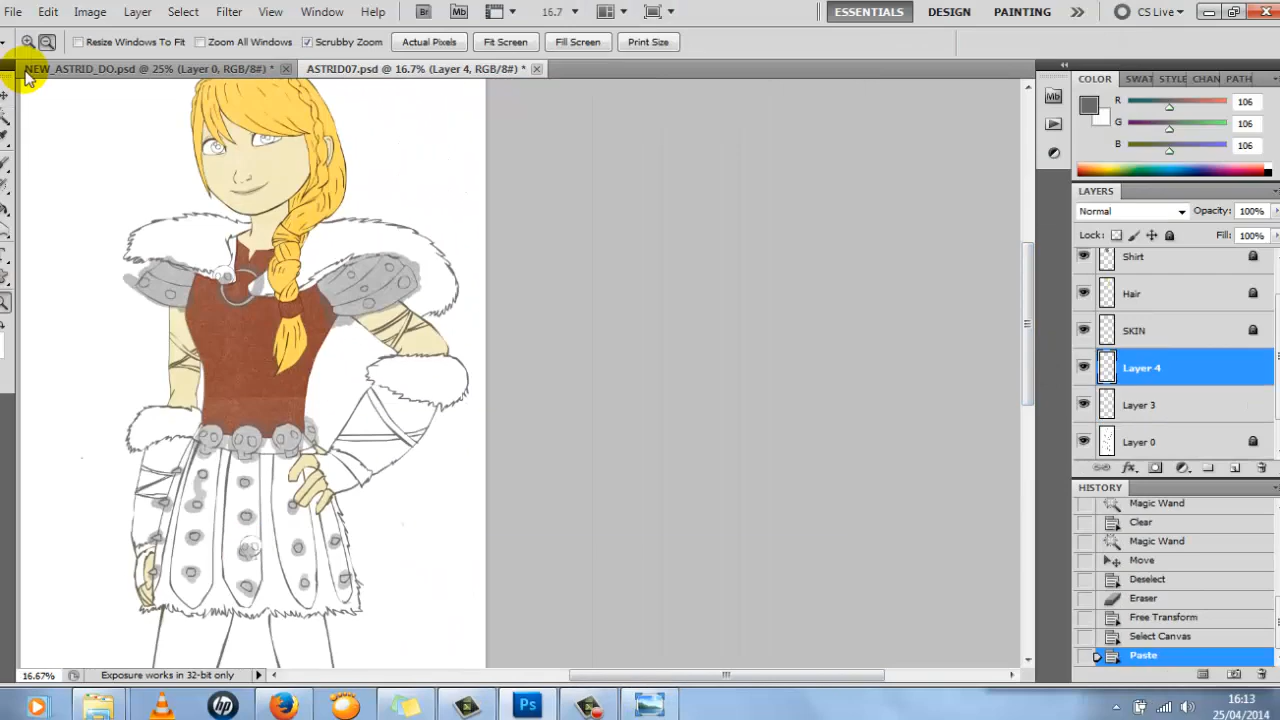 File Edit Image Layer Select Filter View Window Help Br Mb 16.7 ESSENTIALS DESIGN PAINTING CS Live
Resize Windows To Fit Zoom All Windows Scrubby Zoom Actual Pixels Fit Screen Fill Screen Print Size
NEW_ASTRID_DO.psd @ 25% (Layer 0, RGB/8#) * ASTRID07.psd @ 16.7% (Layer 4, RGB/8#) *
COLOR SWAT STYLE CHAN PATH
Mb
R 106
G 106
B 106
LAYERS
Normal Opacity: 100%
Lock: Fill: 100%
Shirt
Hair
SKIN
Layer 4
Layer 3
Layer 0
HISTORY
Magic Wand
Clear
Magic Wand
Move
Deselect
Eraser
Free Transform
Select Canvas
Paste
16.67% Exposure works in 32-bit only
hp Ps
16:13
25/04/2014